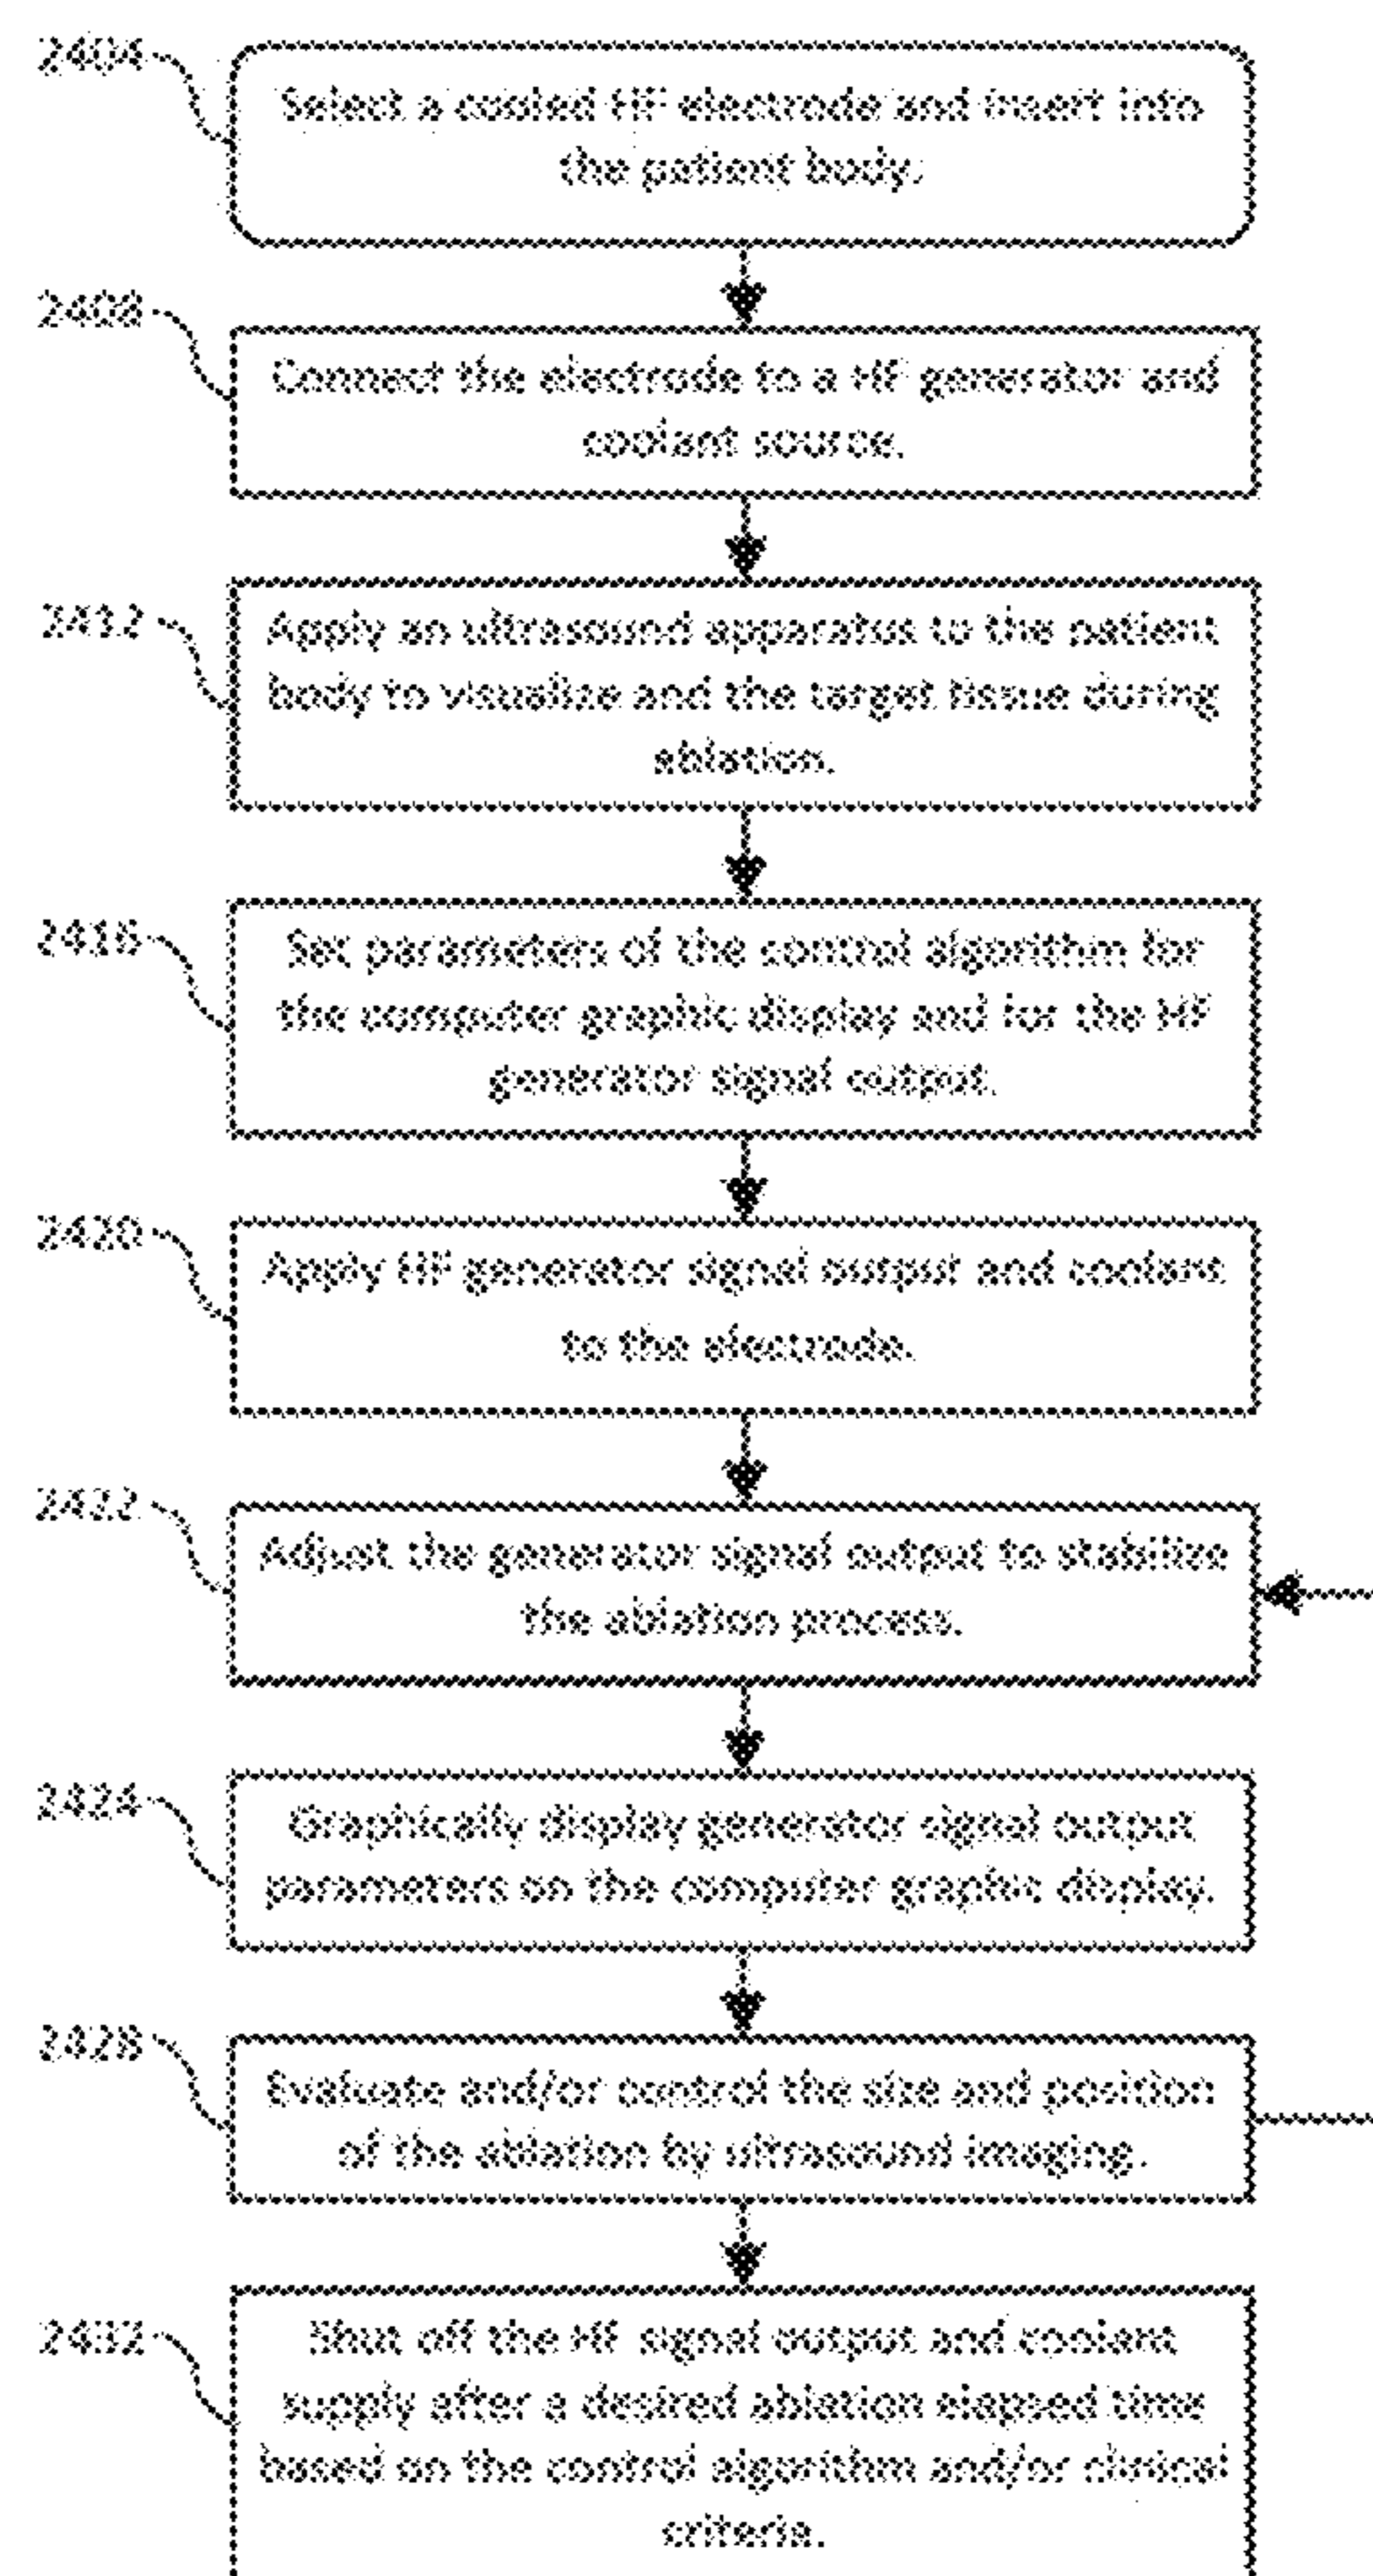 2404
Select a cooled HF electrode and insert into
the patient body.
2408
Connect the electrode to a HF generator and
coolant source.
2412
Apply an ultrasound apparatus to the patient
body to visualize and the target tissue during
ablation.
2416
Set parameters of the control algorithm for
the computer graphic display and for the HF
generator signal output.
2420
Apply HF generator signal output and coolant
to the electrode.
2422
Adjust the generator signal output to stabilize
the ablation process.
2424
Graphically display generator signal output
parameters on the computer graphic display.
2428
Evaluate and/or control the size and position
of the ablation by ultrasound imaging.
2432
Shut off the HF signal output and coolant
supply after a desired ablation elapsed time
based on the control algorithm and/or clinical
criteria.